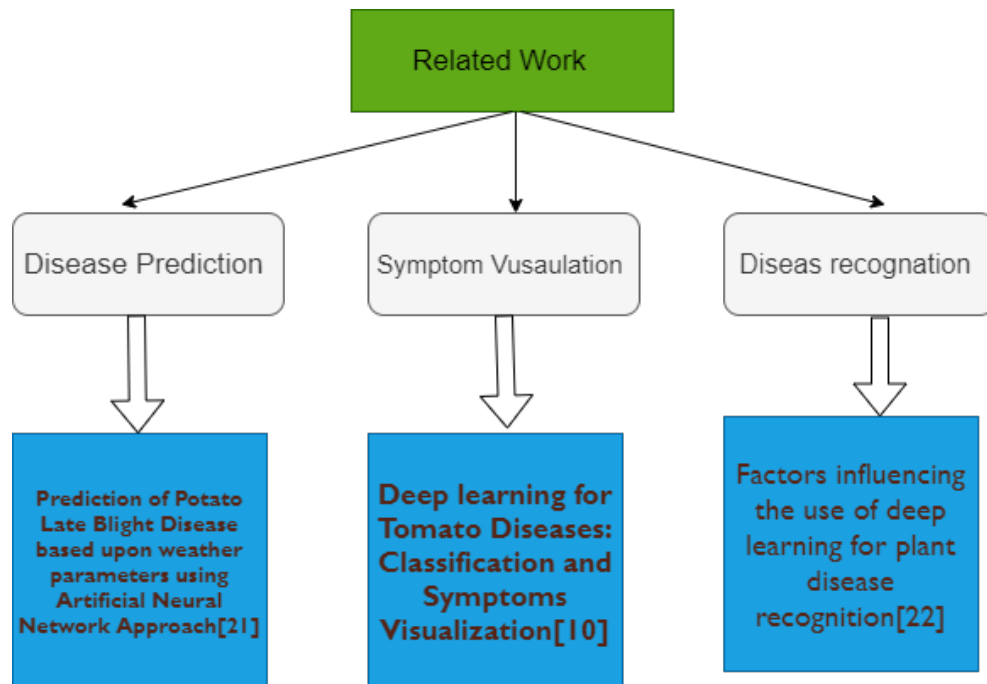 Related Work
Disease Prediction
Symptom Vusaulation
Diseas recognation
Prediction of Potato
Late Blight Disease
based upon weather
parameters using
Artificial Neural
Network Approach[21]
Deep learning for
Tomato Diseases:
Classification and
Symptoms
Visualization[10]
Factors influencing
the use of deep
learning for plant
disease
recognition[22]